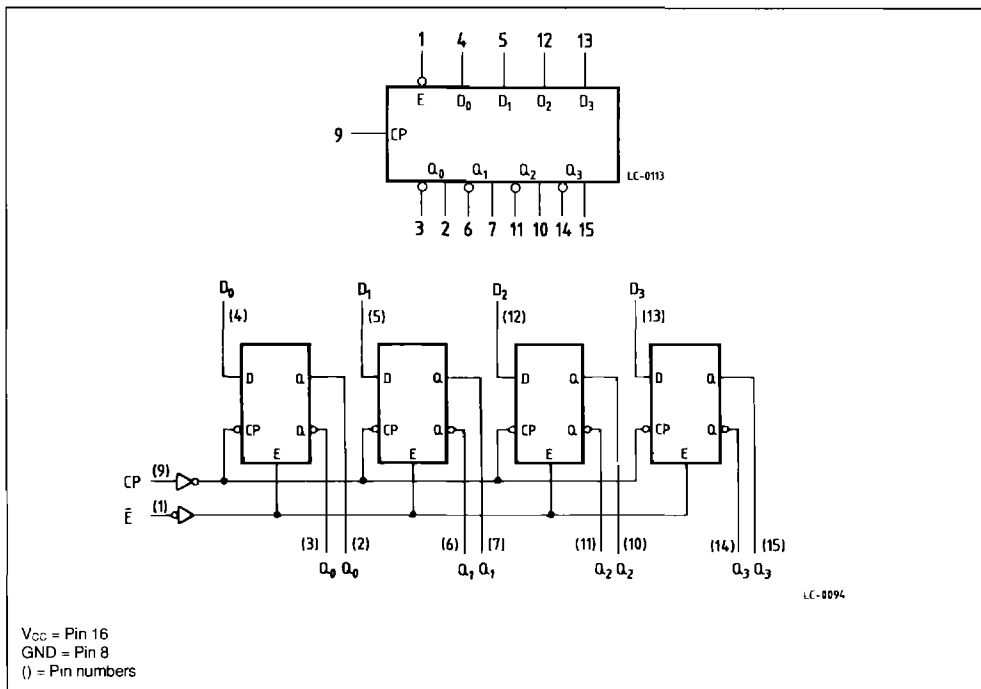 1 4 5 12 13
E D₀ D₁ D₂ D₃
9 CP
Q₀ Q₁ Q₂ Q₃
LC-0113
3 2 6 7 11 10 14 15
D₀ D₁ D₂ D₃
(4) (5) (12) (13)
D Q D Q D Q D Q
CP Q CP Q CP Q CP Q
E E E E
CP (9)
Ē (1)
(3) (2) (6) (7) (11) (10) (14) (15)
Q₀ Q₀ Q₁ Q₁ Q₂ Q₂ Q₃ Q₃
LC-0094
VCC = Pin 16
GND = Pin 8
() = Pin numbers